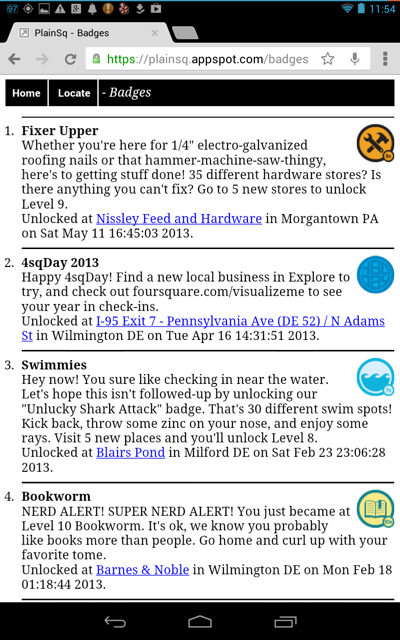 97 11:54
PlainSq - Badges
https://plainsq.appspot.com/badges
Home Locate - Badges
1. Fixer Upper
Whether you're here for 1/4" electro-galvanized
roofing nails or that hammer-machine-saw-thingy,
here's to getting stuff done! 35 different hardware stores? Is
there anything you can't fix? Go to 5 new stores to unlock
Level 9.
Unlocked at Nissley Feed and Hardware in Morgantown PA
on Sat May 11 16:45:03 2013.
2. 4sqDay 2013
Happy 4sqDay! Find a new local business in Explore to
try, and check out foursquare.com/visualizeme to see
your year in check-ins.
Unlocked at I-95 Exit 7 - Pennsylvania Ave (DE 52) / N Adams
St in Wilmington DE on Tue Apr 16 14:31:51 2013.
3. Swimmies
Hey now! You sure like checking in near the water.
Let's hope this isn't followed-up by unlocking our
"Unlucky Shark Attack" badge. That's 30 different swim spots!
Kick back, throw some zinc on your nose, and enjoy some
rays. Visit 5 new places and you'll unlock Level 8.
Unlocked at Blairs Pond in Milford DE on Sat Feb 23 23:06:28
2013.
4. Bookworm
NERD ALERT! SUPER NERD ALERT! You just became at
Level 10 Bookworm. It's ok, we know you probably
like books more than people. Go home and curl up with your
favorite tome.
Unlocked at Barnes & Noble in Wilmington DE on Mon Feb 18
01:18:44 2013.